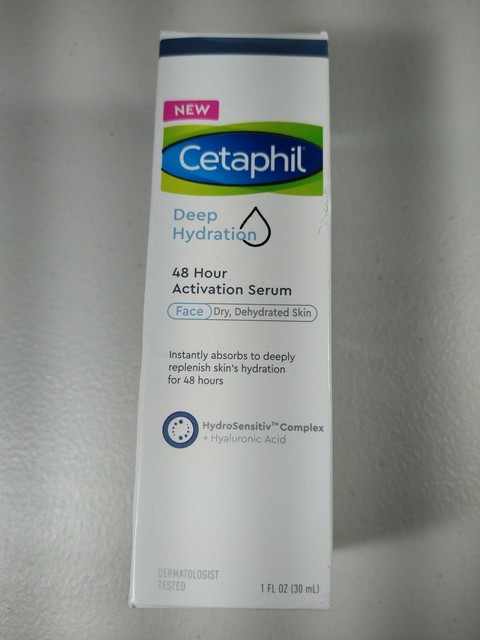 NEW
Cetaphil
Deep
Hydration
48 Hour
Activation Serum
Face Dry, Dehydrated Skin
Instantly absorbs to deeply
replenish skin's hydration
for 48 hours
HydroSensitiv™ Complex
+ Hyaluronic Acid
DERMATOLOGIST
TESTED
1 FL OZ (30 mL)